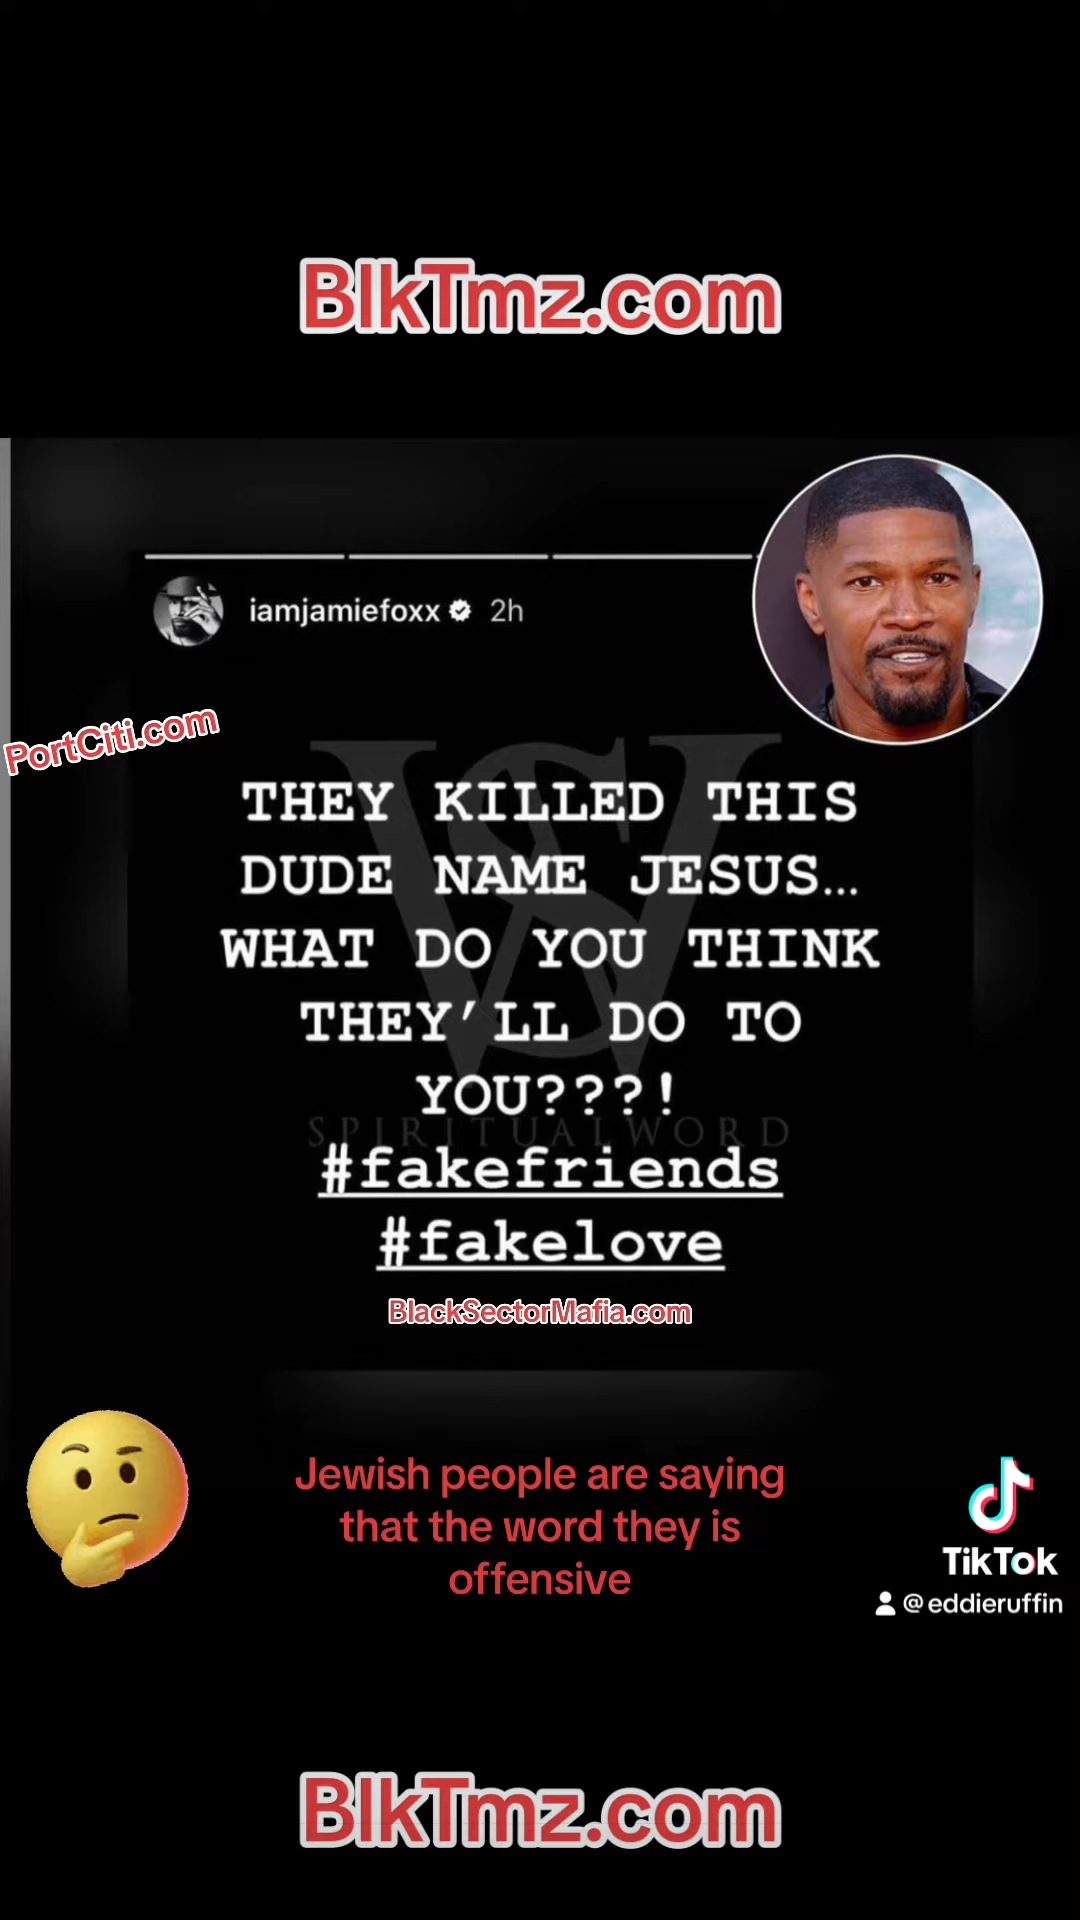 BlkTmz.com
iamjamiefoxx 2h
PortCiti.com
THEY KILLED THIS
DUDE NAME JESUS...
WHAT DO YOU THINK
THEY'LL DO TO
YOU???!
SPIRITUALWORD
#fakefriends
#fakelove
BlackSectorMafia.com
Jewish people are saying
that the word they is
offensive
TikTok
@eddieruffin
BlkTmz.com